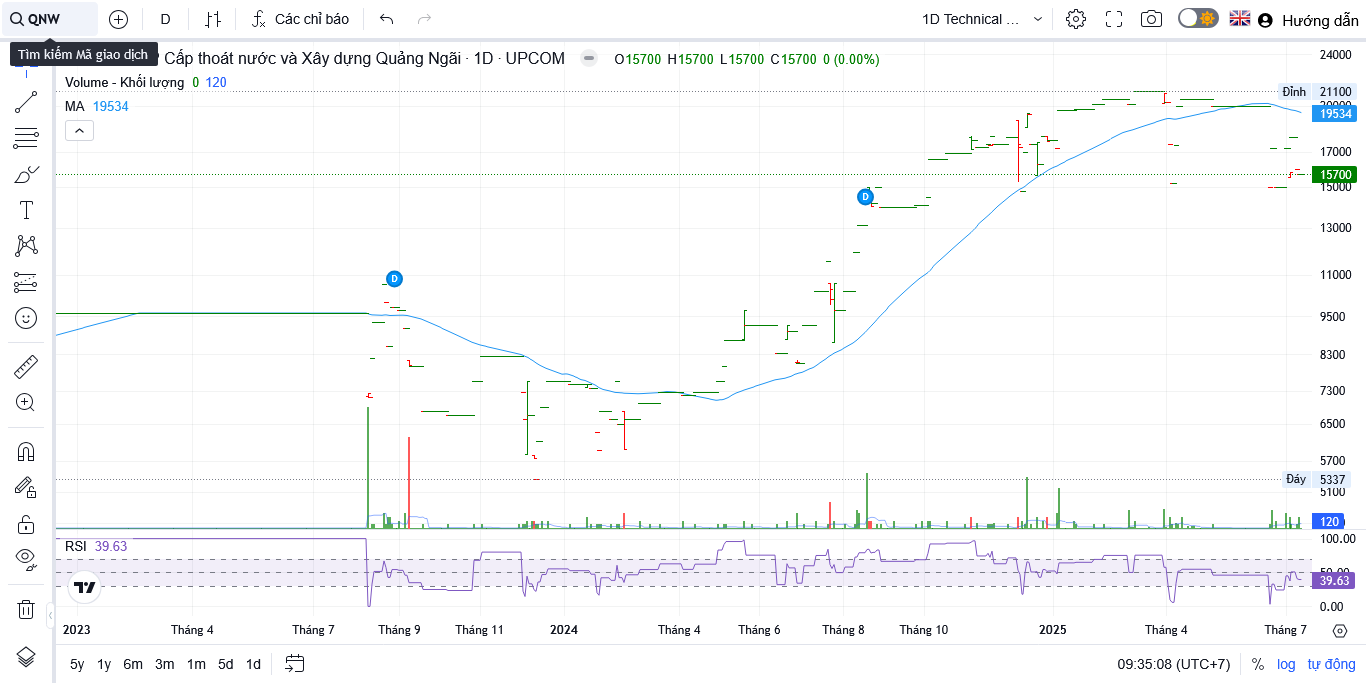 QNW
D
Các chỉ báo
1D Technical ...
Hướng dẫn
Tìm kiếm Mã giao dịch
Cấp thoát nước và Xây dựng Quảng Ngãi · 1D · UPCOM
O15700 H15700 L15700 C15700 0 (0.00%)
Volume - Khối lượng 0 120
MA 19534
24000
Đỉnh 21100
19534
17000
15700
15000
13000
D
11000
D
9500
8300
7300
6500
5700
Đáy 5337
5100
120
RSI 39.63
100.00
39.63
0.00
2023 Tháng 4 Tháng 7 Tháng 9 Tháng 11 2024 Tháng 4 Tháng 6 Tháng 8 Tháng 10 2025 Tháng 4 Tháng 7
5y 1y 6m 3m 1m 5d 1d
09:35:08 (UTC+7) % log tự động